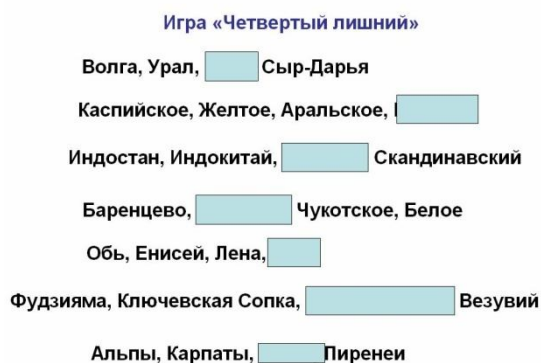 Игра «Четвертый лишний»
Волга, Урал, Сыр-Дарья
Каспийское, Желтое, Аральское,
Индостан, Индокитай, Скандинавский
Баренцево, Чукотское, Белое
Обь, Енисей, Лена,
Фудзияма, Ключевская Сопка, Везувий
Альпы, Карпаты, Пиренеи